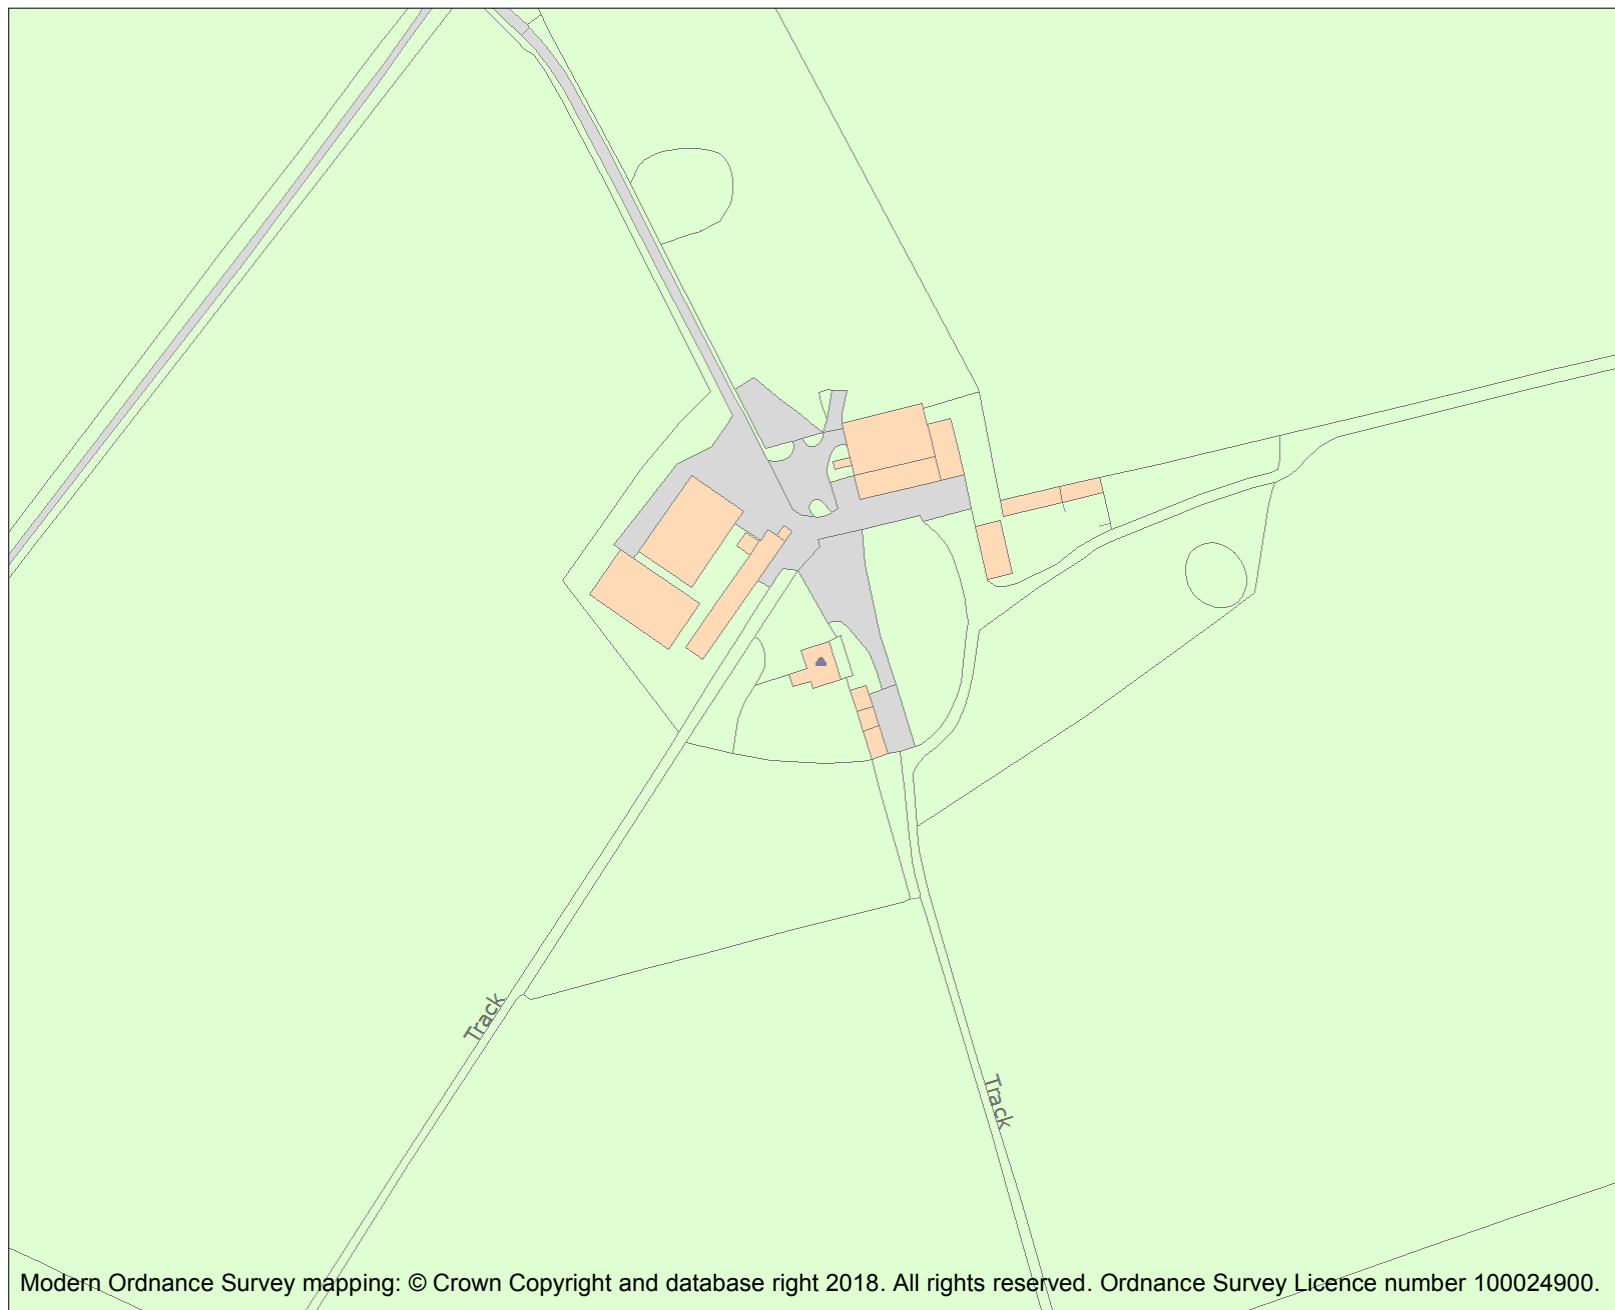 Track
Track
Modern Ordnance Survey mapping: © Crown Copyright and database right 2018. All rights reserved. Ordnance Survey Licence number 100024900.